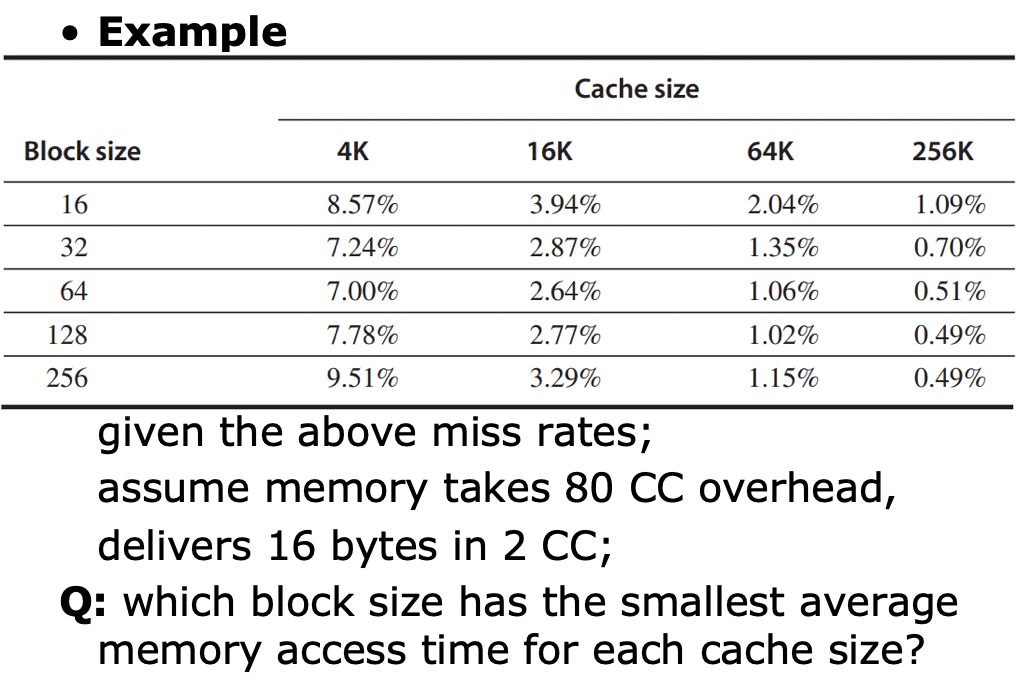 • Example
Cache size
Block size 4K 16K 64K 256K
16 8.57% 3.94% 2.04% 1.09%
32 7.24% 2.87% 1.35% 0.70%
64 7.00% 2.64% 1.06% 0.51%
128 7.78% 2.77% 1.02% 0.49%
256 9.51% 3.29% 1.15% 0.49%
given the above miss rates;
assume memory takes 80 CC overhead,
delivers 16 bytes in 2 CC;
Q: which block size has the smallest average
memory access time for each cache size?